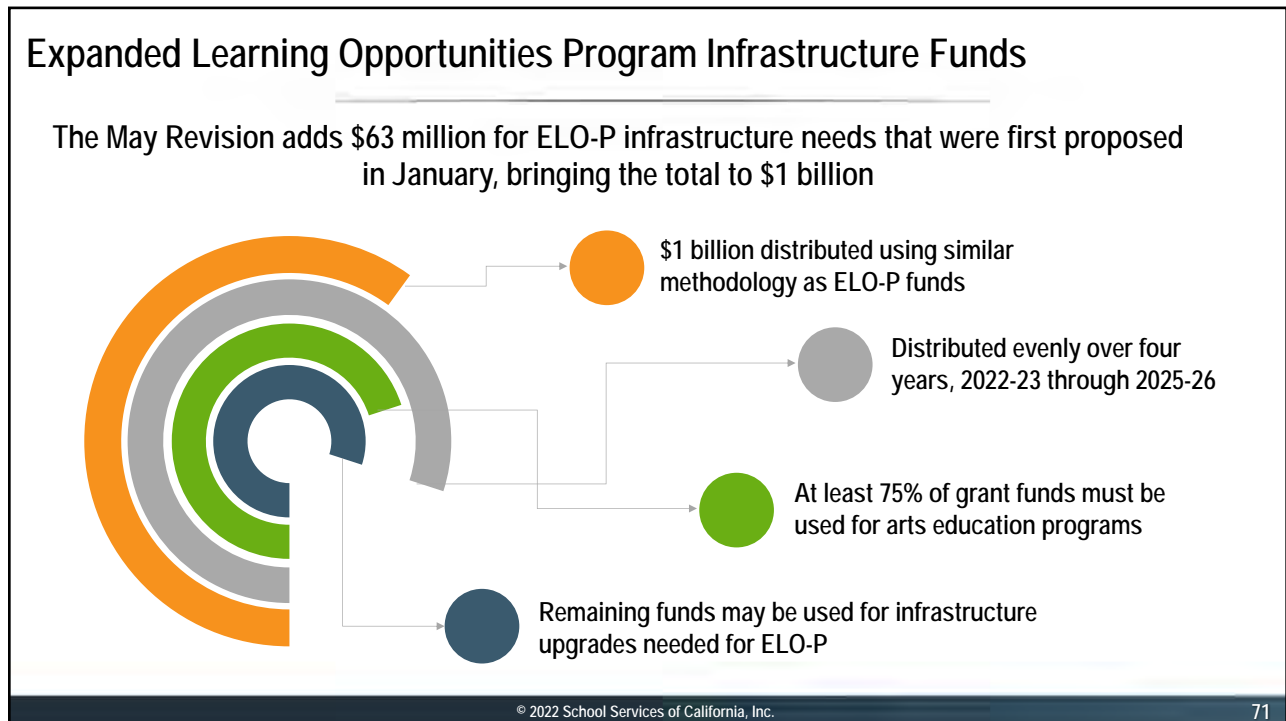 Expanded Learning Opportunities Program Infrastructure Funds
The May Revision adds $63 million for ELO-P infrastructure needs that were first proposed
in January, bringing the total to $1 billion
$1 billion distributed using similar
methodology as ELO-P funds
Distributed evenly over four
years, 2022-23 through 2025-26
At least 75% of grant funds must be
used for arts education programs
Remaining funds may be used for infrastructure
upgrades needed for ELO-P
© 2022 School Services of California, Inc.
71